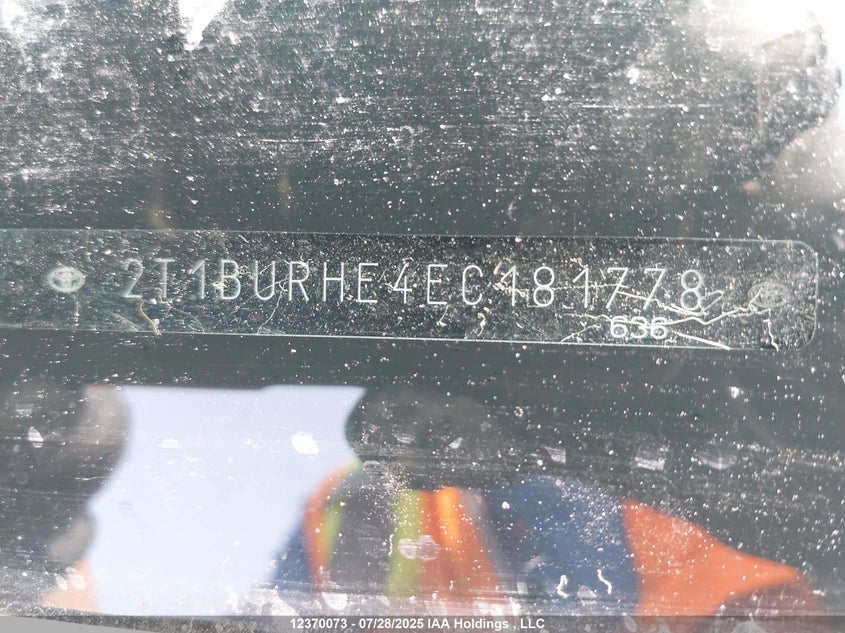 2T1BURHE4EC181778
636
12370073 - 07/28/2025 IAA Holdings , LLC